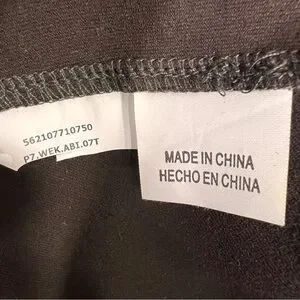 562107710750
P7.WEK.ABI.07T
MADE IN CHINA
HECHO EN CHINA